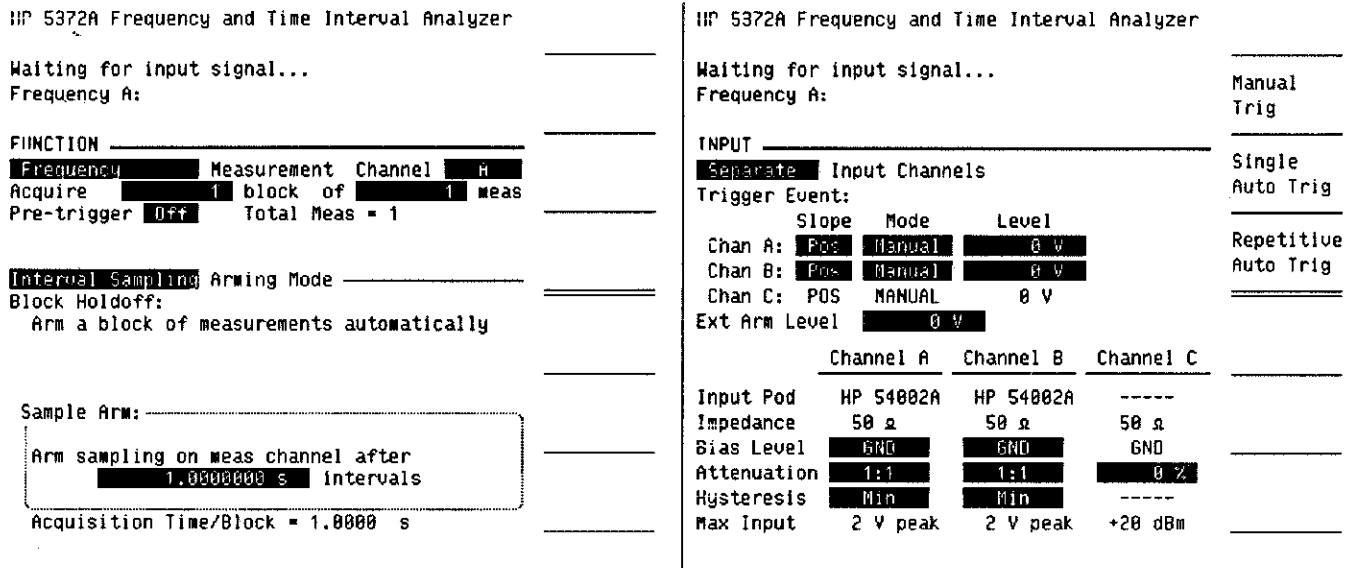 HP 5372A Frequency and Time Interval Analyzer
Waiting for input signal...
Frequency A:
FUNCTION
Frequency Measurement Channel A
Acquire 1 block of 1 meas
Pre-trigger Off Total Meas = 1
Interval Sampling Arming Mode
Block Holdoff:
Arm a block of measurements automatically
Sample Arm:
Arm sampling on meas channel after
1.0000000 s intervals
Acquisition Time/Block = 1.0000 s
HP 5372A Frequency and Time Interval Analyzer
Waiting for input signal...
Frequency A:
INPUT
Separate Input Channels
Trigger Event:
Slope Mode Level
Chan A: Pos Manual 0 V
Chan B: Pos Manual 0 V
Chan C: POS MANUAL 0 V
Ext Arm Level 0 V
Channel A Channel B Channel C
Input Pod HP 54002A HP 54002A -----
Impedance 50 Ω 50 Ω 50 Ω
Bias Level GND GND GND
Attenuation 1:1 1:1 0 %
Hysteresis Min Min -----
Max Input 2 V peak 2 V peak +20 dBm
Manual
Trig
Single
Auto Trig
Repetitive
Auto Trig